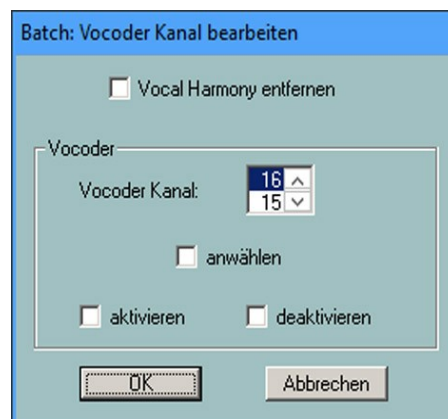 Batch: Vocoder Kanal bearbeiten
Vocal Harmony entfernen
Vocoder
Vocoder Kanal:
16
15
anwählen
aktivieren deaktivieren
OK Abbrechen